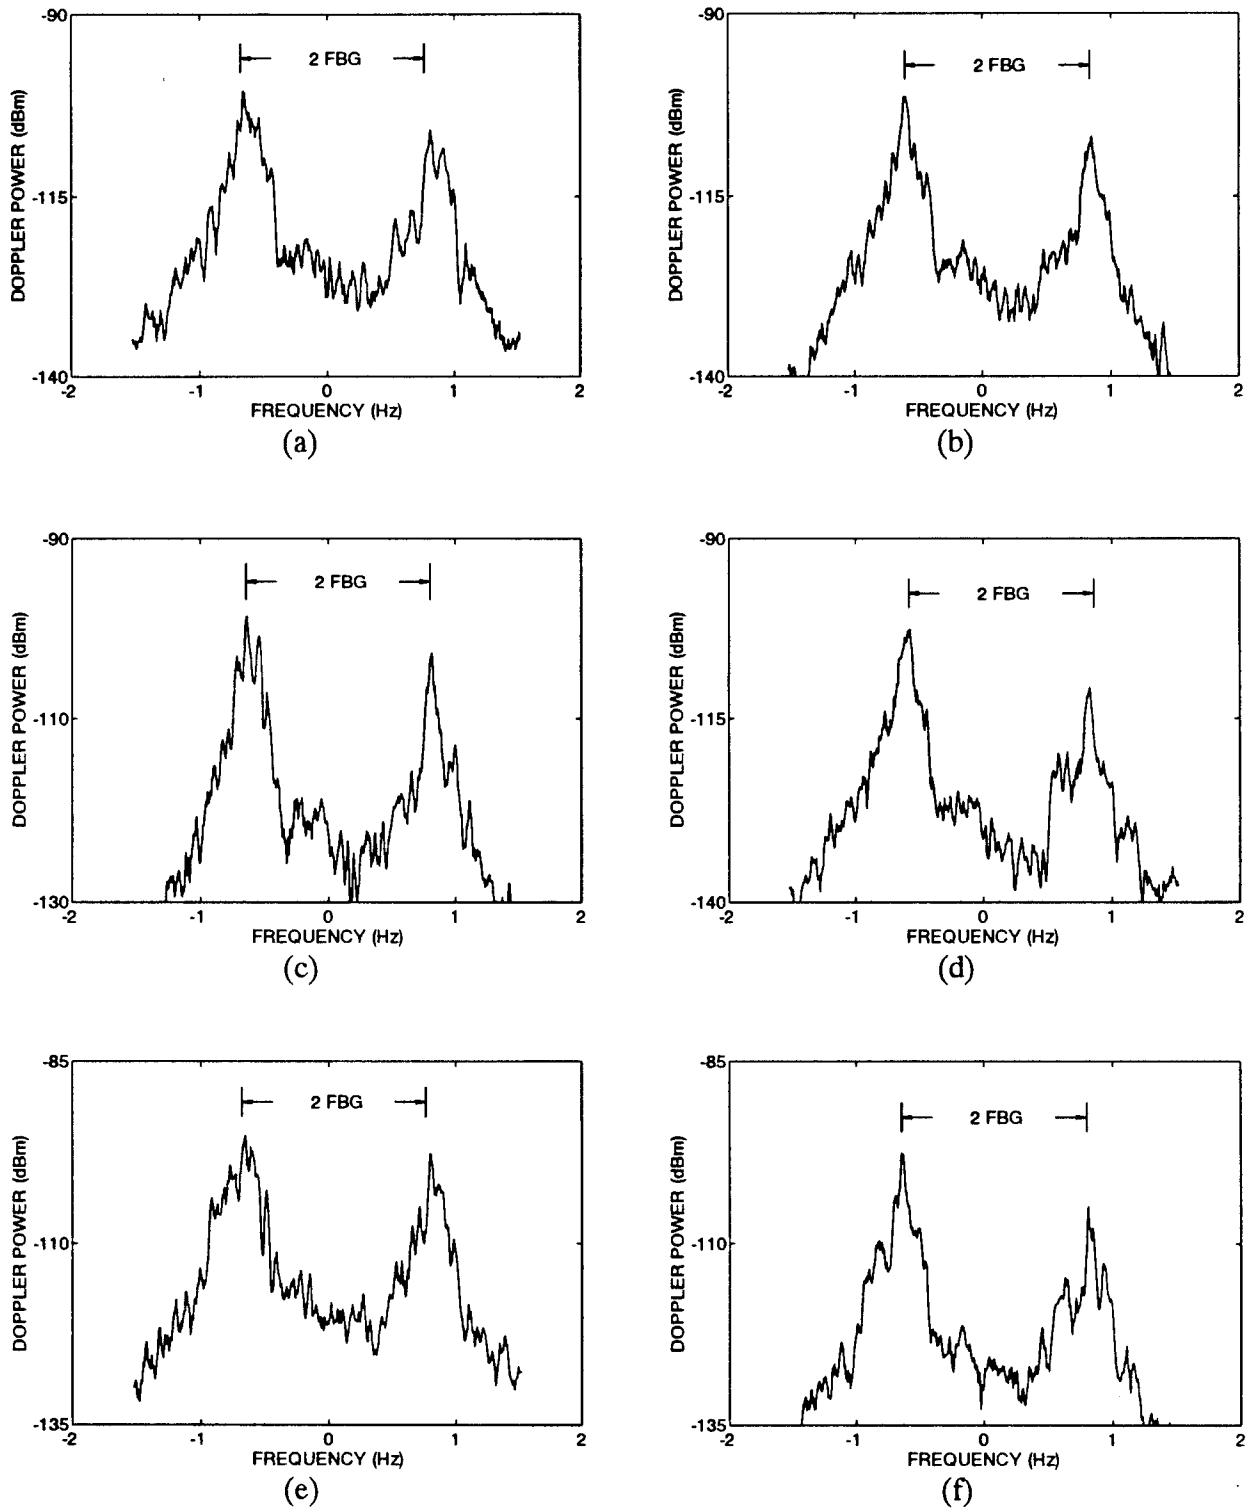 -90
-90
2 FBG
2 FBG
DOPPLER POWER (dBm)
DOPPLER POWER (dBm)
-115
-115
-140
-140
-2
-1
0
1
2
-2
-1
0
1
2
FREQUENCY (Hz)
FREQUENCY (Hz)
(a)
(b)
-90
-90
2 FBG
2 FBG
DOPPLER POWER (dBm)
DOPPLER POWER (dBm)
-110
-115
-130
-140
-2
-1
0
1
2
-2
-1
0
1
2
FREQUENCY (Hz)
FREQUENCY (Hz)
(c)
(d)
-85
-85
2 FBG
2 FBG
DOPPLER POWER (dBm)
DOPPLER POWER (dBm)
-110
-110
-135
-135
-2
-1
0
1
2
-2
-1
0
1
2
FREQUENCY (Hz)
FREQUENCY (Hz)
(e)
(f)